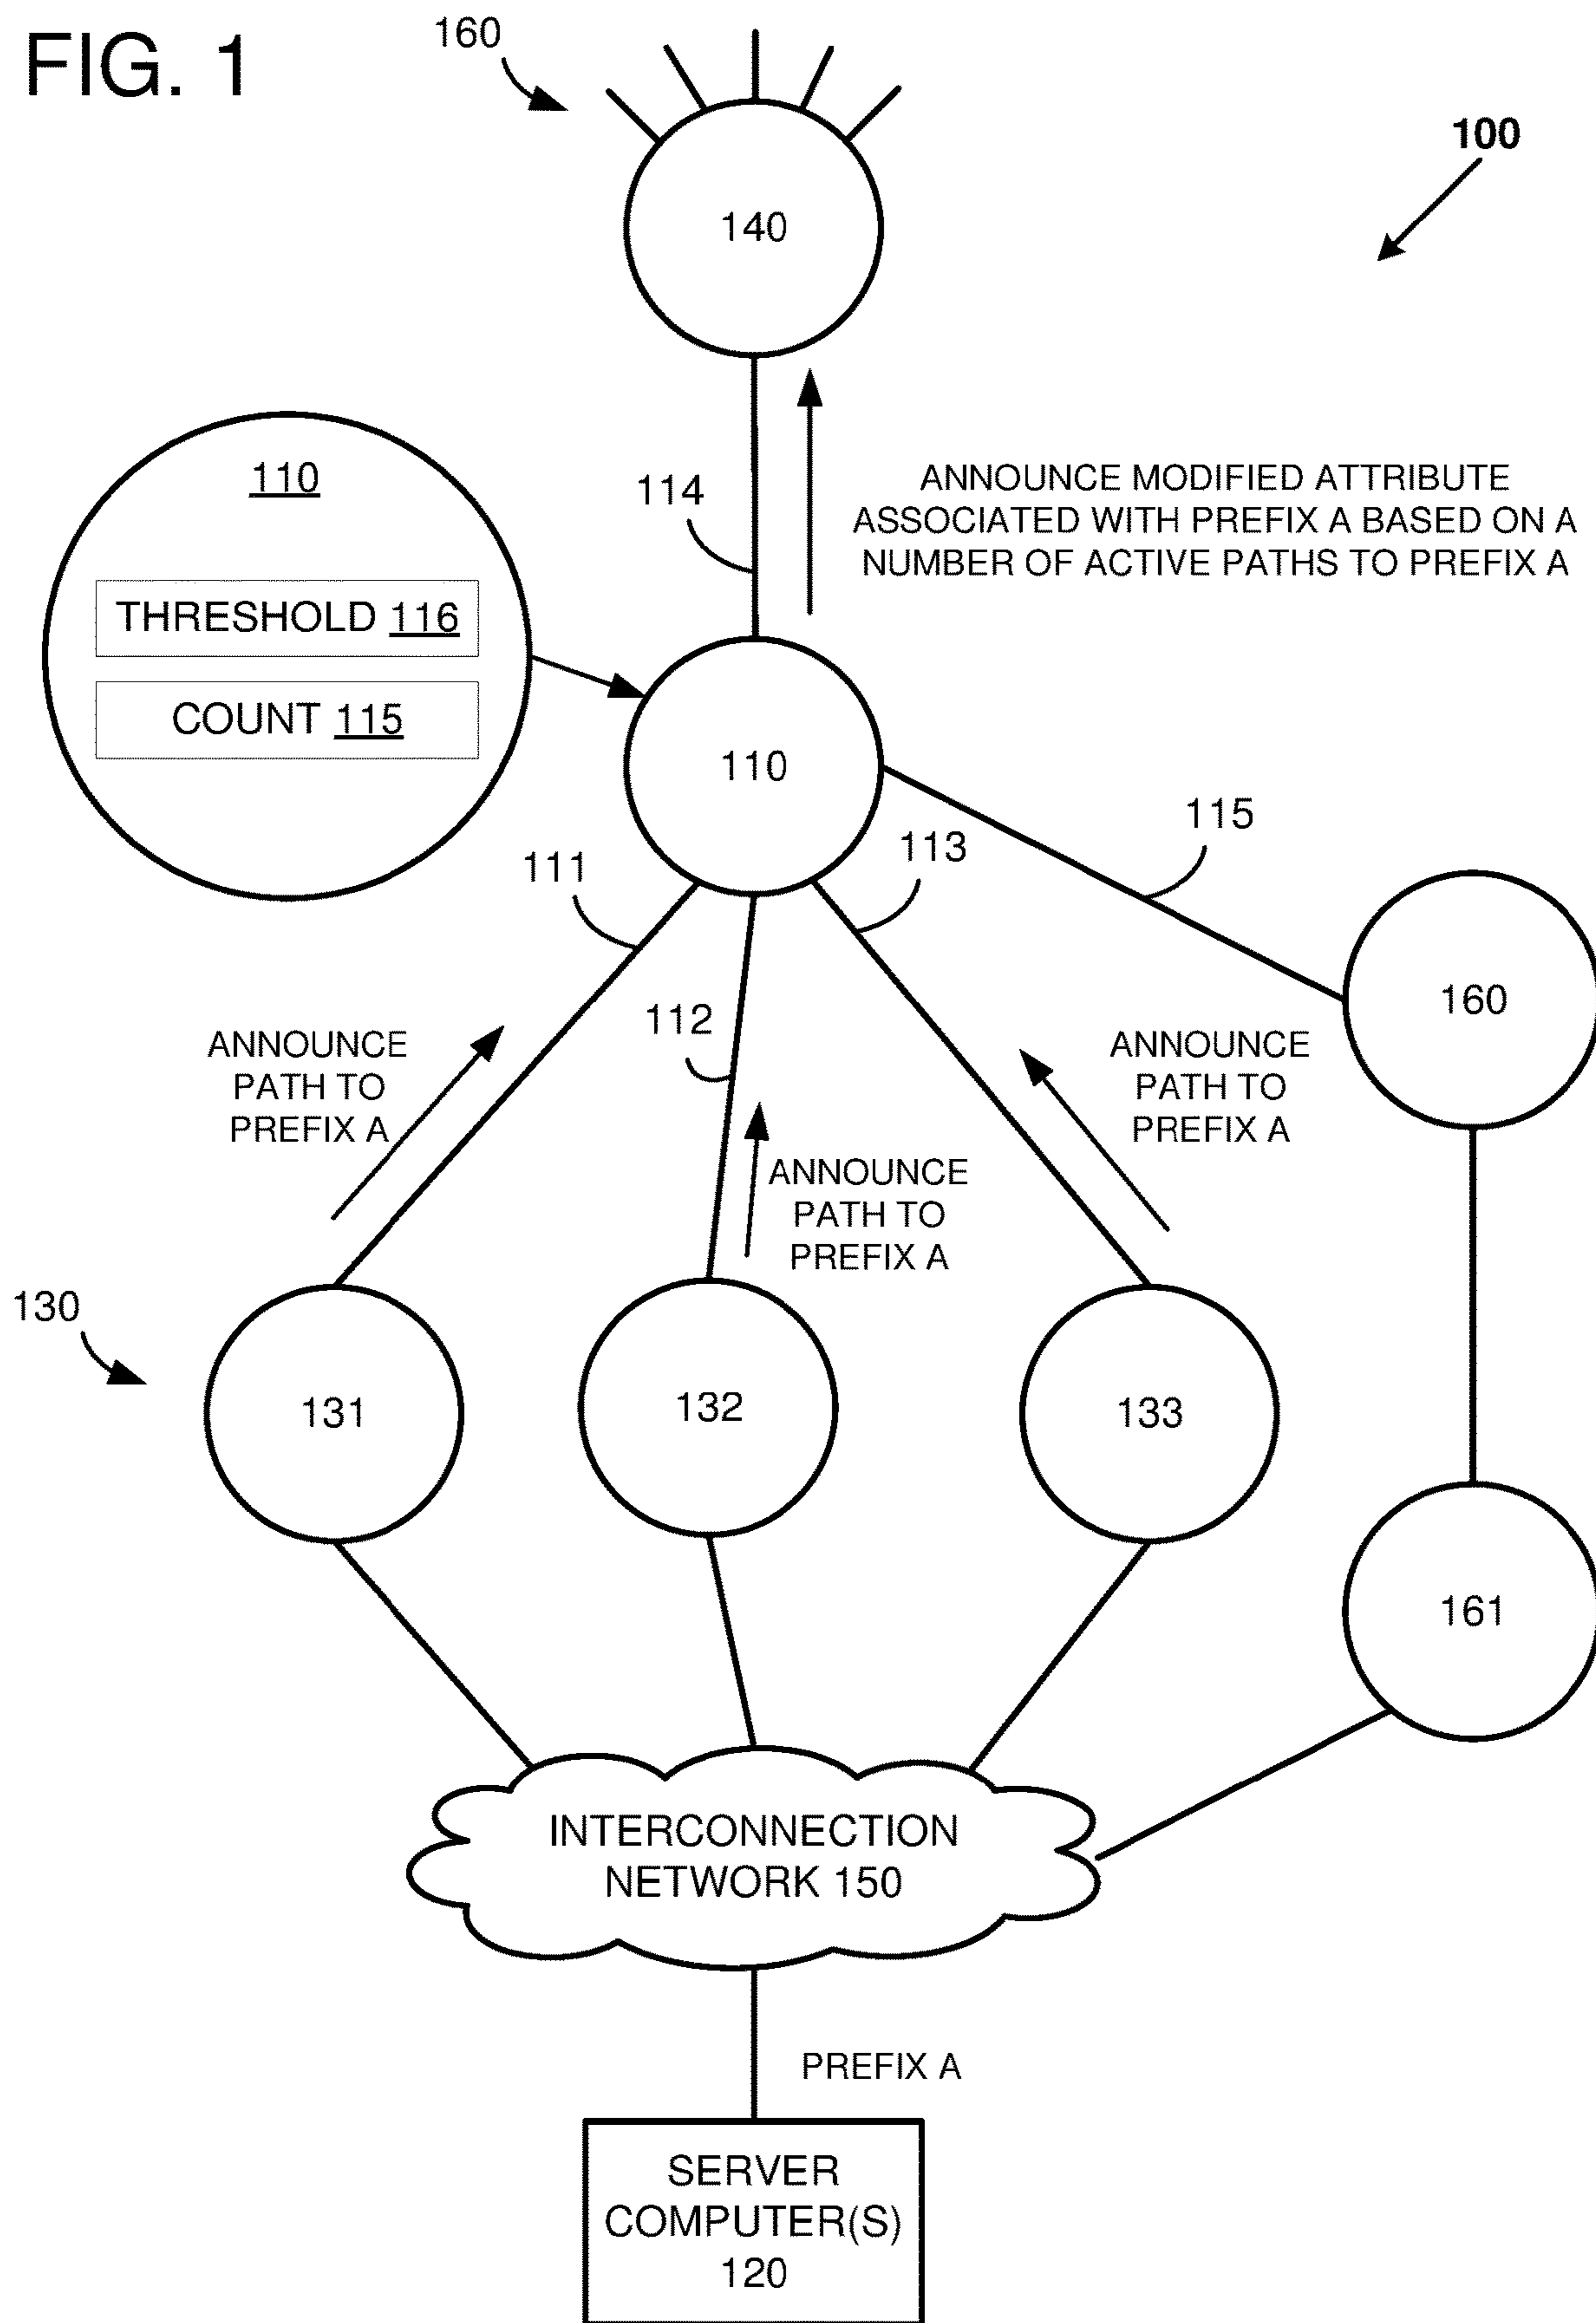 FIG. 1
160
100
140
110
THRESHOLD 116
COUNT 115
114
ANNOUNCE MODIFIED ATTRIBUTE
ASSOCIATED WITH PREFIX A BASED ON A
NUMBER OF ACTIVE PATHS TO PREFIX A
110
111
112
113
115
160
ANNOUNCE
PATH TO
PREFIX A
ANNOUNCE
PATH TO
PREFIX A
ANNOUNCE
PATH TO
PREFIX A
130
131
132
133
161
INTERCONNECTION
NETWORK 150
PREFIX A
SERVER
COMPUTER(S)
120